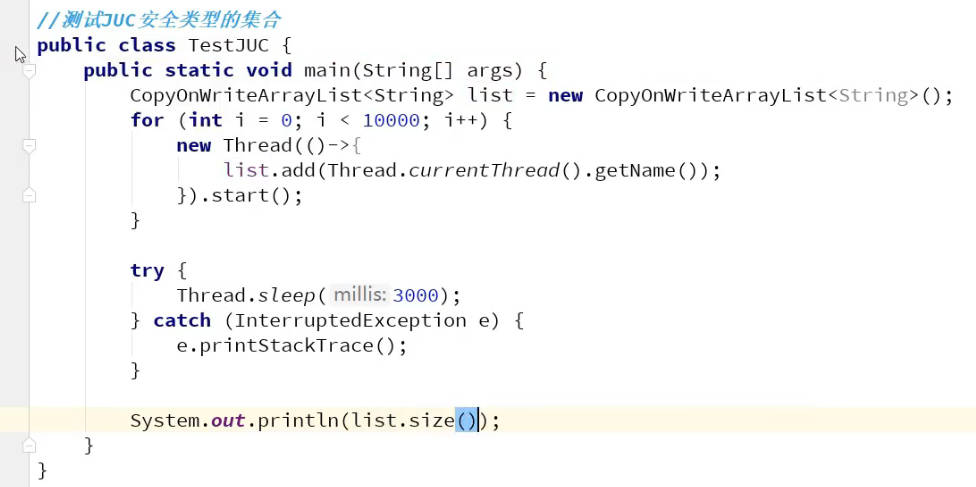 //测试JUC安全类型的集合
public class TestJUC {
    public static void main(String[] args) {
        CopyOnWriteArrayList<String> list = new CopyOnWriteArrayList<String>();
        for (int i = 0; i < 10000; i++) {
            new Thread(()->{
                list.add(Thread.currentThread().getName());
            }).start();
        }

        try {
            Thread.sleep( millis: 3000);
        } catch (InterruptedException e) {
            e.printStackTrace();
        }

        System.out.println(list.size());
    }
}